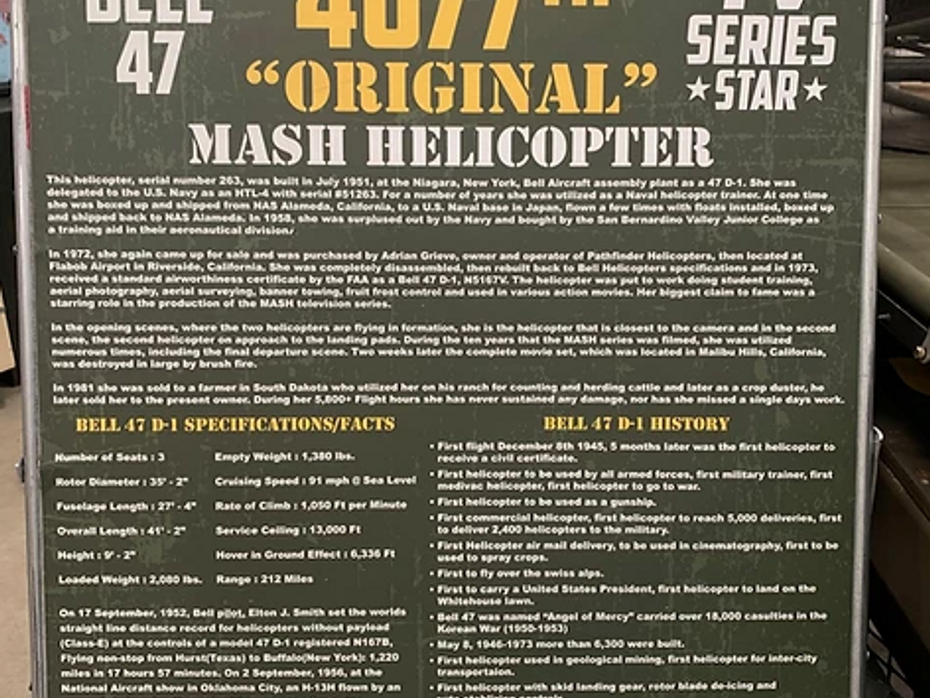 BELL
47
4077TH
"ORIGINAL"
TV
SERIES
★STAR★
MASH HELICOPTER
This helicopter, serial number 263, was built in July 1951, at the Niagara, New York, Bell Aircraft assembly plant as a 47 D-1. She was
delegated to the U.S. Navy as an HTL-4 with serial #51263. For a number of years she was utilized as a Naval helicopter trainer. At one time
she was boxed up and shipped from NAS Alameda, California, to a U.S. Naval base in Japan, flown a few times with floats installed, boxed up
and shipped back to NAS Alameda. In 1958, she was surplused out by the Navy and bought by the San Bernardino Valley Junior College as
a training aid in their aeronautical division.
In 1972, she again came up for sale and was purchased by Adrian Grieve, owner and operator of Pathfinder Helicopters, then located at
Flabob Airport in Riverside, California. She was completely disassembled, then rebuilt back to Bell Helicopters specifications and in 1973,
received a standard airworthiness certificate by the FAA as a Bell 47 D-1, N5167V. The helicopter was put to work doing student training,
aerial photography, aerial surveying, banner towing, fruit frost control and used in various action movies. Her biggest claim to fame was a
starring role in the production of the MASH television series.
In the opening scenes, where the two helicopters are flying in formation, she is the helicopter that is closest to the camera and in the second
scene, the second helicopter on approach to the landing pads. During the ten years that the MASH series was filmed, she was utilized
numerous times, including the final departure scene. Two weeks later the complete movie set, which was located in Malibu Hills, California,
was destroyed in large by brush fire.
In 1981 she was sold to a farmer in South Dakota who utilized her on his ranch for counting and herding cattle and later as a crop duster, he
later sold her to the present owner. During her 5,800+ Flight hours she has never sustained any damage, nor has she missed a single days work.
BELL 47 D-1 SPECIFICATIONS/FACTS
Number of Seats : 3 Empty Weight : 1,380 lbs.
Rotor Diameter : 35' - 2" Cruising Speed : 91 mph @ Sea Level
Fuselage Length : 27' - 4" Rate of Climb : 1,050 Ft per Minute
Overall Length : 41' - 2" Service Ceiling : 13,000 Ft
Height : 9' - 2" Hover in Ground Effect : 6,336 Ft
Loaded Weight : 2,080 lbs. Range : 212 Miles
On 17 September, 1952, Bell pilot, Elton J. Smith set the worlds
straight line distance record for helicopters without payload
(Class-E) at the controls of a model 47 D-1 registered N167B,
Flying non-stop from Hurst(Texas) to Buffalo(New York): 1,220
miles in 17 hours 57 minutes. On 2 September, 1956, at the
National Aircraft show in Oklahoma City, an H-13H flown by an
BELL 47 D-1 HISTORY
• First flight December 8th 1945, 5 months later was the first helicopter to
receive a civil certificate.
• First helicopter to be used by all armed forces, first military trainer, first
medivac helicopter, first helicopter to go to war.
• First helicopter to be used as a gunship.
• First commercial helicopter, first helicopter to reach 5,000 deliveries, first
to deliver 2,400 helicopters to the military.
• First Helicopter air mail delivery, to be used in cinematography, first to be
used to spray crops.
• First to fly over the swiss alps.
• First to carry a United States President, first helicopter to land on the
Whitehouse lawn.
• Bell 47 was named "Angel of Mercy" carried over 18,000 casulties in the
Korean War (1950-1953)
• May 8, 1946-1973 more than 6,300 were built.
• First helicopter used in geological mining, first helicopter for inter-city
transportaion.
• First helicopter with skid landing gear, rotor blade de-icing and